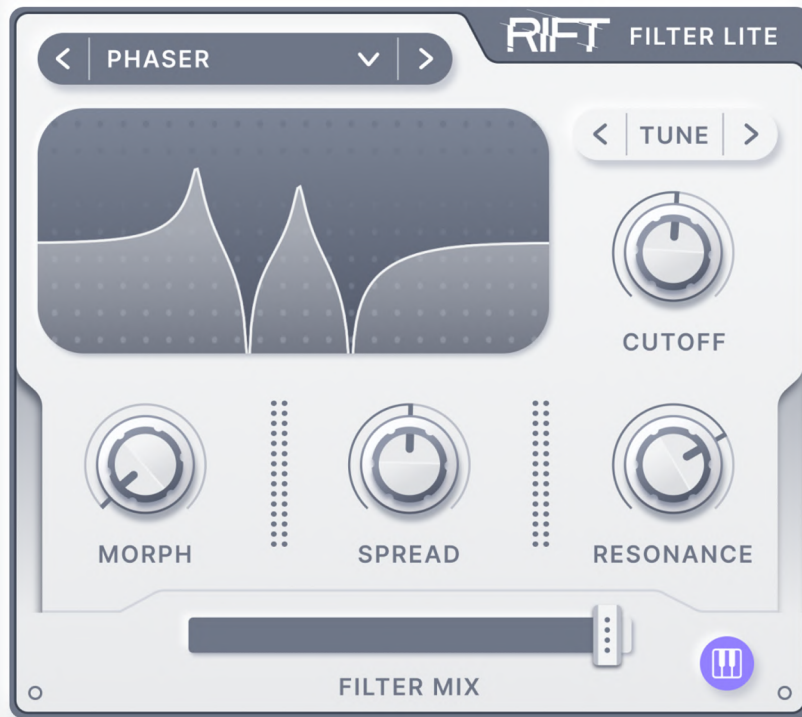 RIFT FILTER LITE
PHASER
TUNE
CUTOFF
MORPH
SPREAD
RESONANCE
FILTER MIX